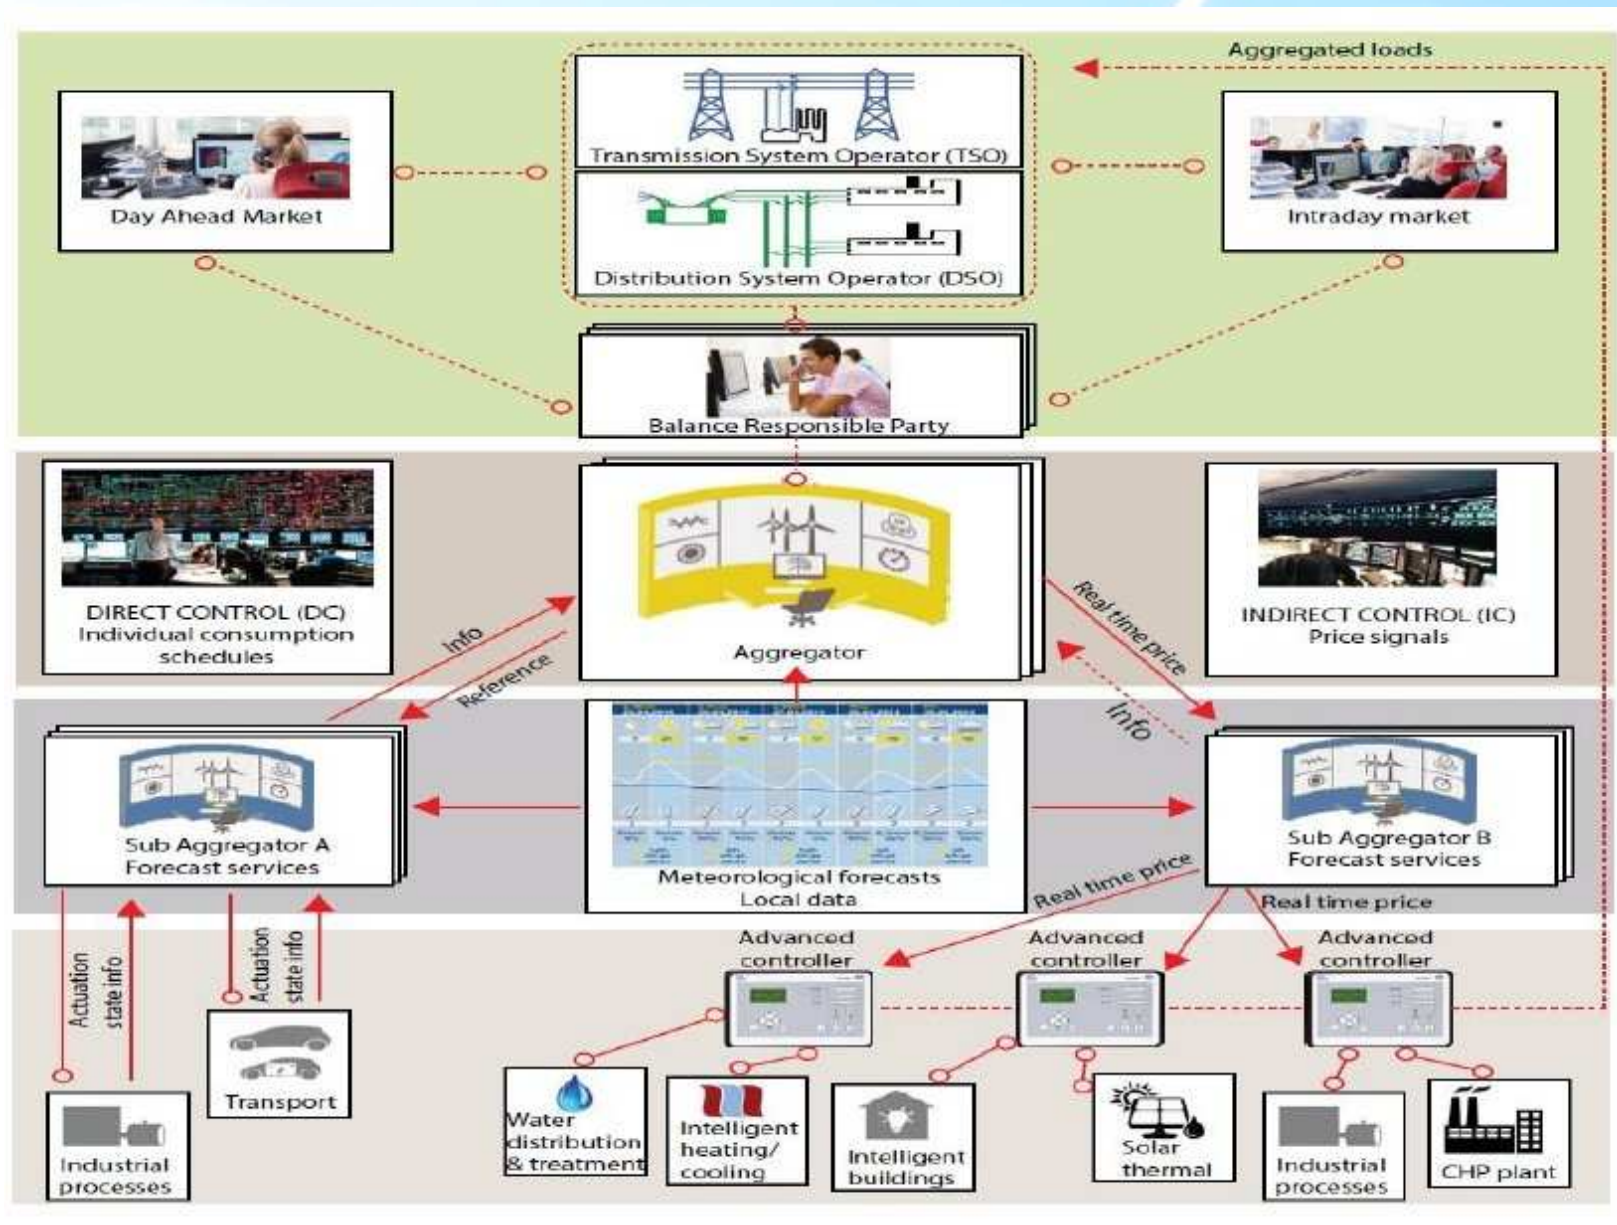 Aggregated loads
Transmission System Operator (TSO)
Day Ahead Market
Intraday market
Distribution System Operator (DSO)
Balance Responsible Party
DIRECT CONTROL (DC)
Individual consumption
schedules
Info
Reference
Aggregator
Real time price
Info
INDIRECT CONTROL (IC)
Price signals
Sub Aggregator A
Forecast services
Meteorological forecasts
Local data
Sub Aggregator B
Forecast services
Real time price
Real time price
Actuation
state info
Actuation
state info
Advanced
controller
Advanced
controller
Advanced
controller
Industrial
processes
Transport
Water
distribution
& treatment
Intelligent
heating/
cooling
Intelligent
buildings
Solar
thermal
Industrial
processes
CHP plant